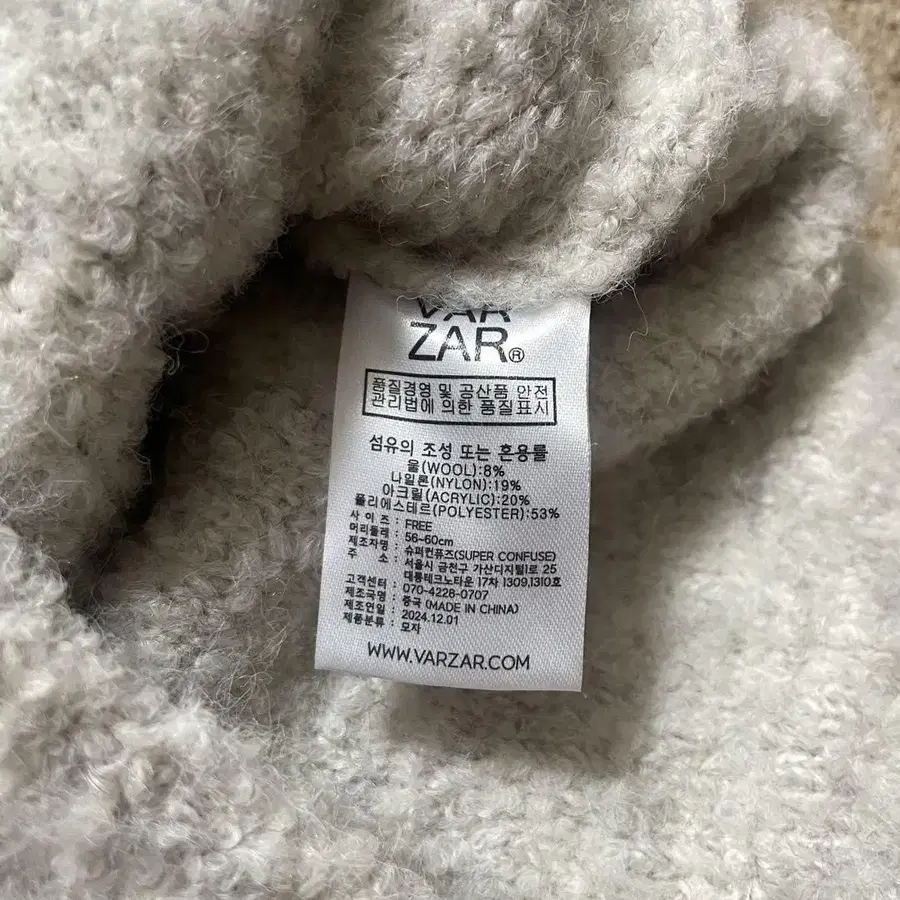 VAR
ZAR®
품질경영 및 공산품 안전
관리법에 의한 품질표시
섬유의 조성 또는 혼용률
울(WOOL):8%
나일론(NYLON):19%
아크릴(ACRYLIC):20%
폴리에스테르(POLYESTER):53%
사이즈 : FREE
머리둘레 : 56~60cm
제조자명 : 슈퍼컨퓨즈(SUPER CONFUSE)
주 소 : 서울시 금천구 가산디지털1로 25
대륭테크노타운 17차 1309,1310호
고객센터 : 070-4228-0707
제조국명 : 중국 (MADE IN CHINA)
제조연월 : 2024.12.01
제품분류 : 모자
WWW.VARZAR.COM